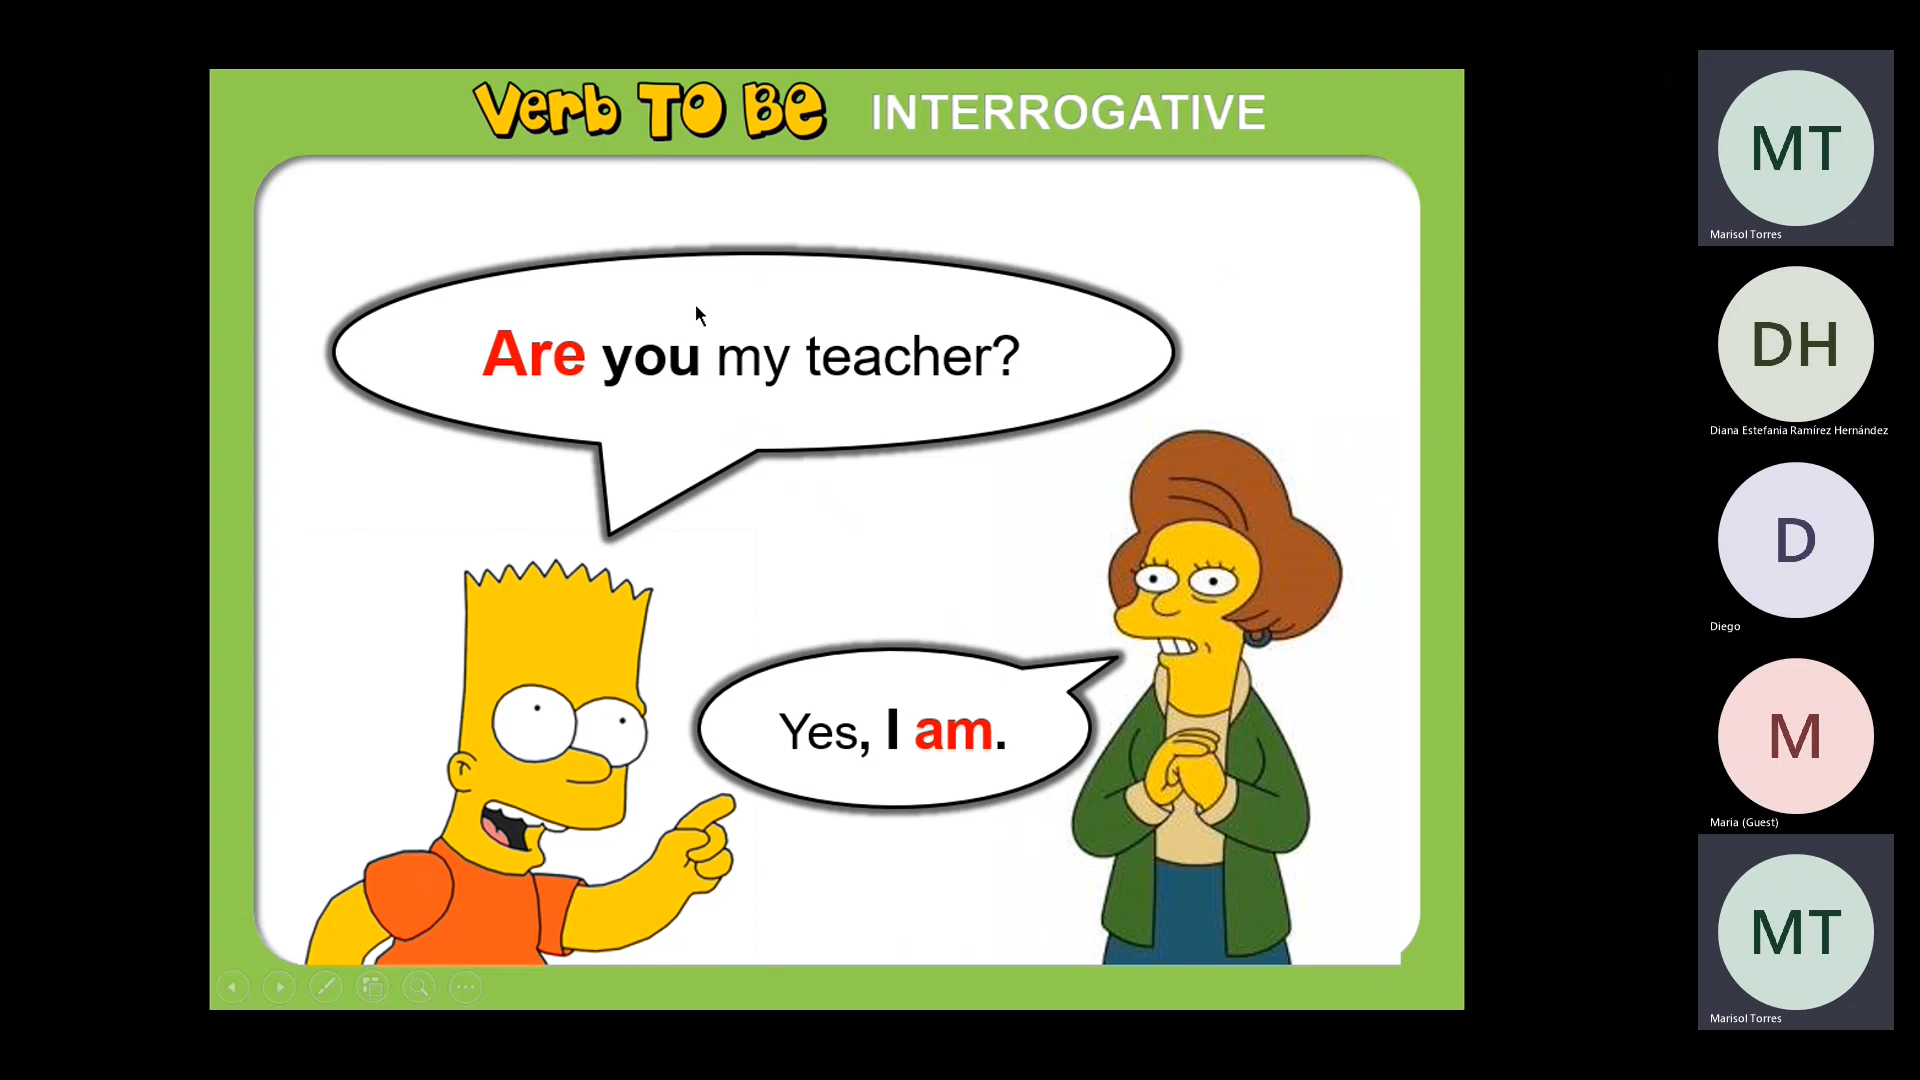 Verb TO BE INTERROGATIVE
Are you my teacher?
Yes, I am.
MT
Marisol Torres
DH
Diana Estefania Ramírez Hernández
D
Diego
M
Maria (Guest)
MT
Marisol Torres